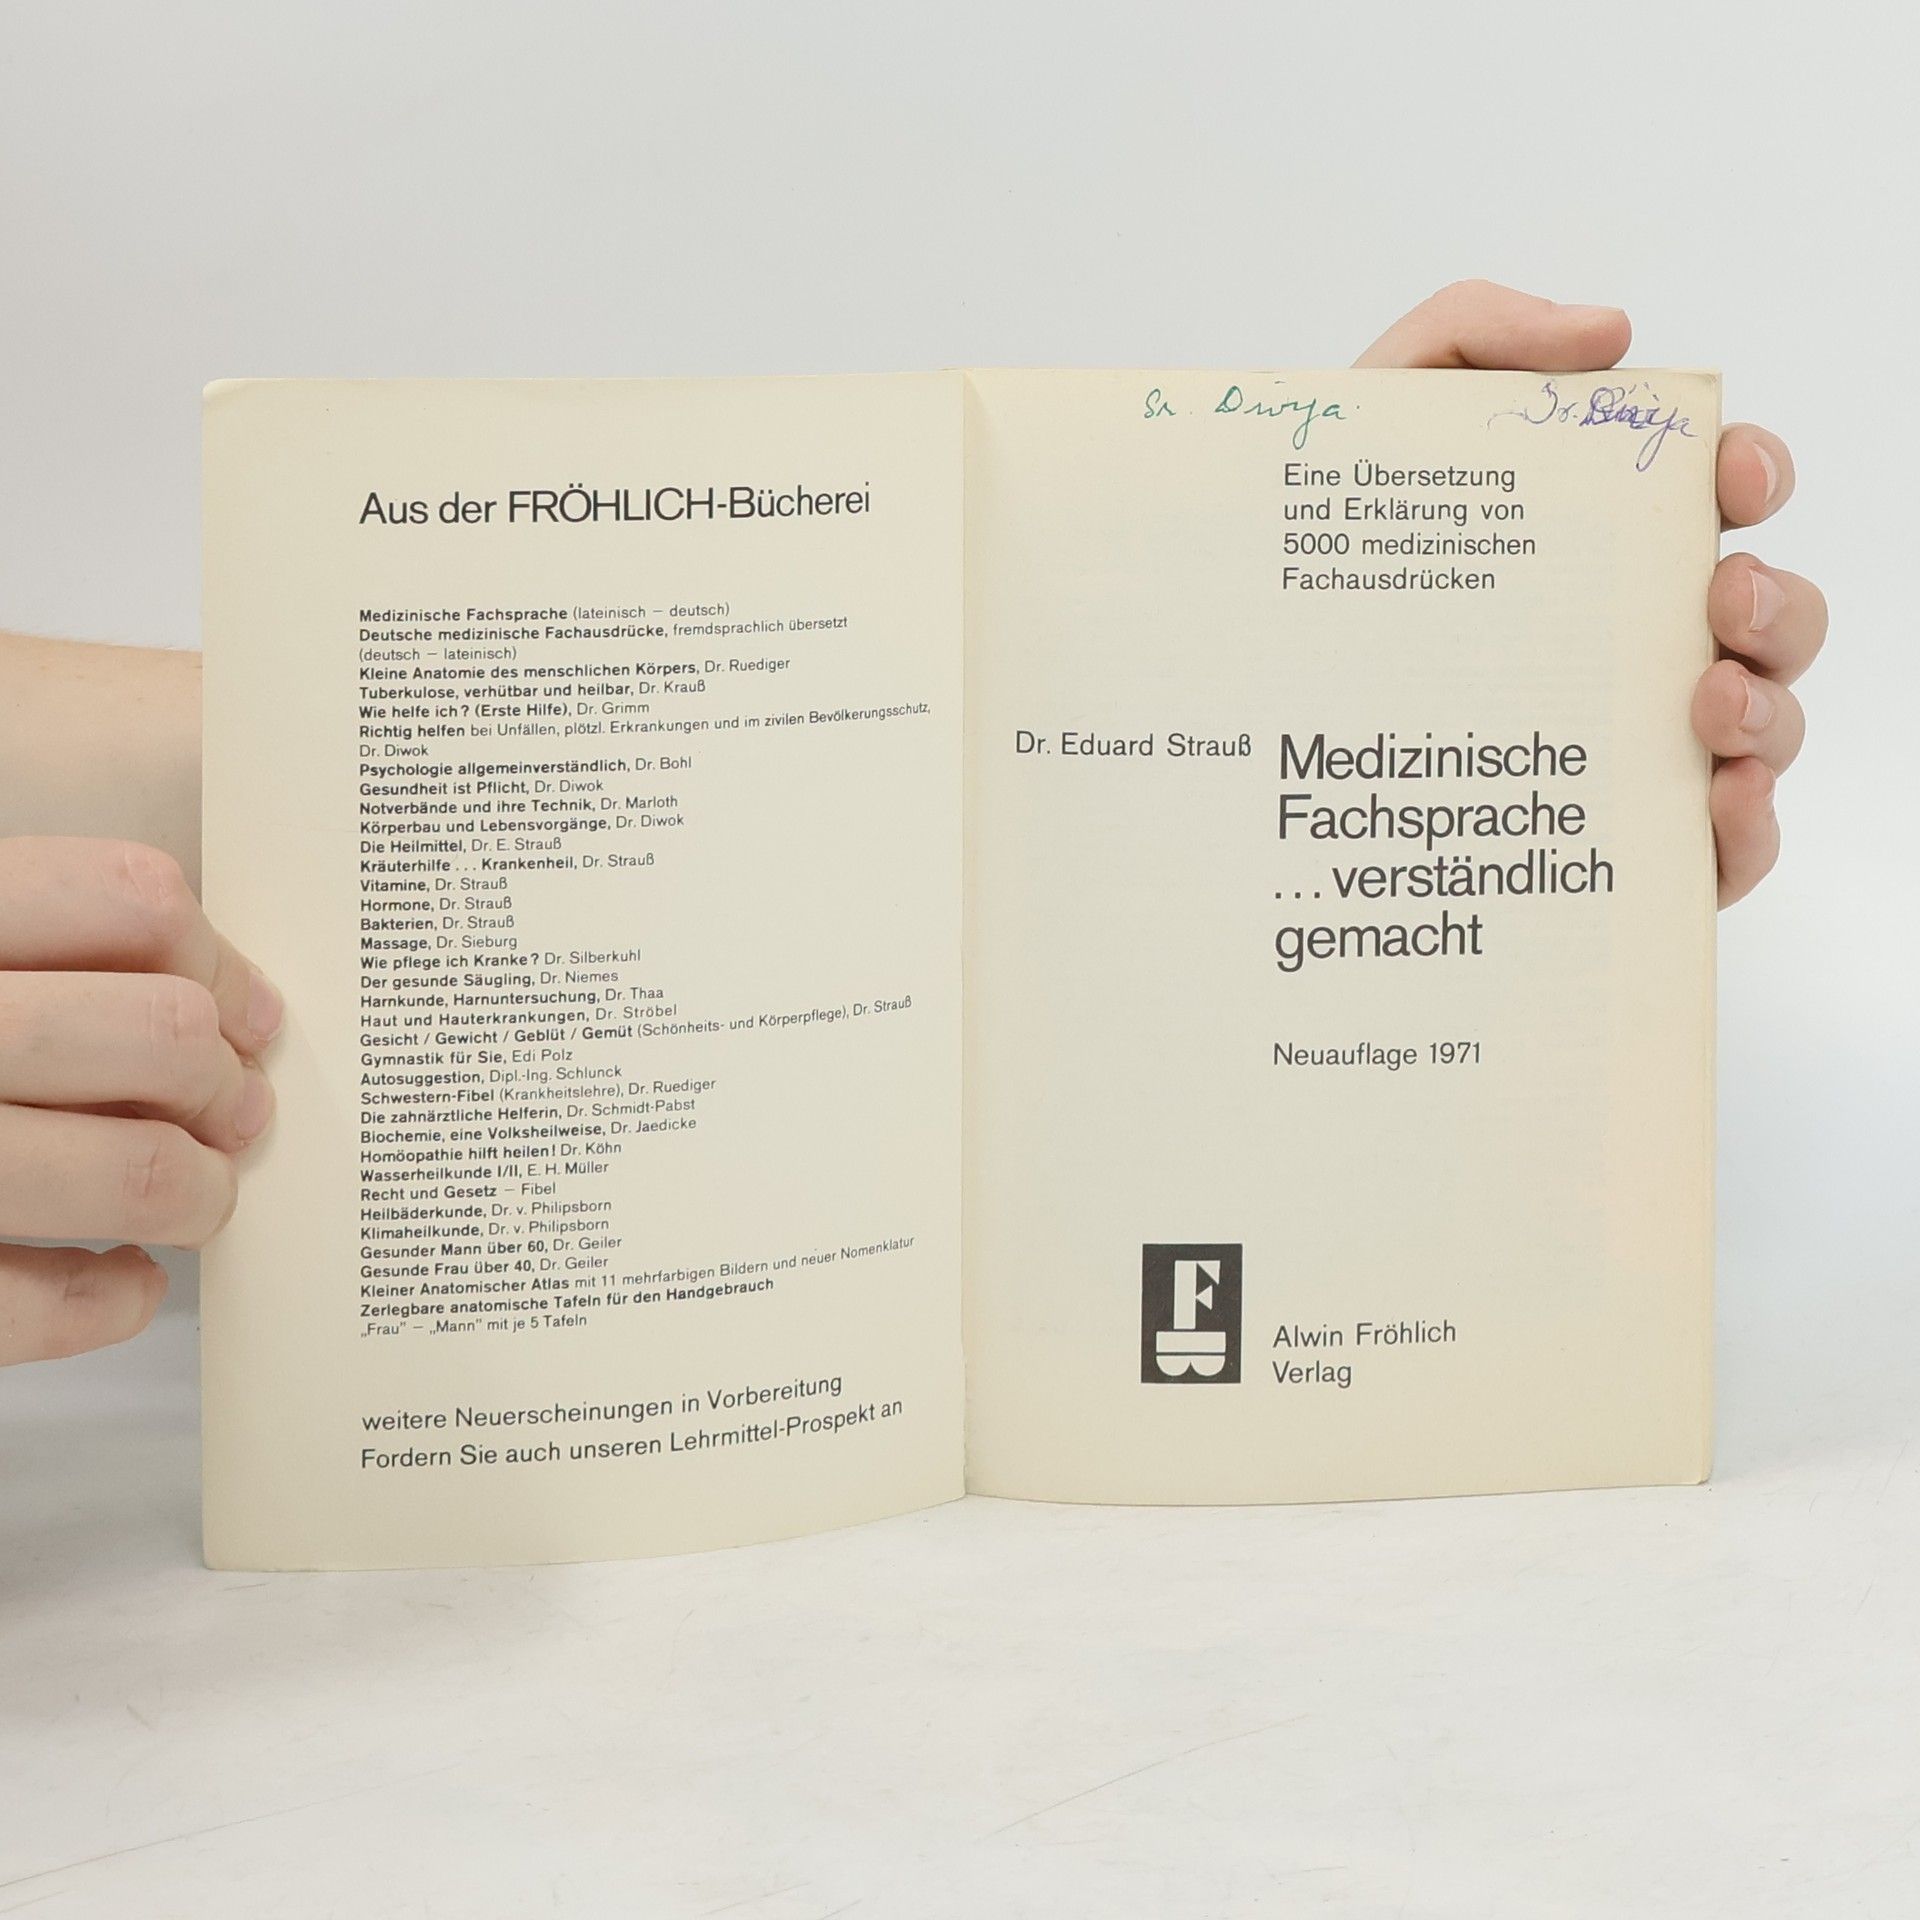 Aus der FRÖHLICH-Bücherei
Medizinische Fachsprache (lateinisch – deutsch)
Deutsche medizinische Fachausdrücke, fremdsprachlich übersetzt
(deutsch – lateinisch)
Kleine Anatomie des menschlichen Körpers, Dr. Ruediger
Tuberkulose, verhütbar und heilbar, Dr. Krauß
Wie helfe ich? (Erste Hilfe), Dr. Grimm
Richtig helfen bei Unfällen, plötzl. Erkrankungen und im zivilen Bevölkerungsschutz,
Dr. Diwok
Psychologie allgemeinverständlich, Dr. Bohl
Gesundheit ist Pflicht, Dr. Diwok
Notverbände und ihre Technik, Dr. Marloth
Körperbau und Lebensvorgänge, Dr. Diwok
Die Heilmittel, Dr. E. Strauß
Kräuterhilfe ... Krankenheil, Dr. Strauß
Vitamine, Dr. Strauß
Hormone, Dr. Strauß
Bakterien, Dr. Strauß
Massage, Dr. Sieburg
Wie pflege ich Kranke? Dr. Silberkuhl
Der gesunde Säugling, Dr. Niemes
Harnkunde, Harnuntersuchung, Dr. Thaa
Haut und Hauterkrankungen, Dr. Ströbel
Gesicht / Gewicht / Geblüt / Gemüt (Schönheits- und Körperpflege), Dr. Strauß
Gymnastik für Sie, Edi Polz
Autosuggestion, Dipl.-Ing. Schlunck
Schwestern-Fibel (Krankheitslehre), Dr. Ruediger
Die zahnärztliche Helferin, Dr. Schmidt-Pabst
Biochemie, eine Volksheilweise, Dr. Jaedicke
Homöopathie hilft heilen! Dr. Köhn
Wasserheilkunde I/II, E. H. Müller
Recht und Gesetz – Fibel
Heilbäderkunde, Dr. v. Philipsborn
Klimaheilkunde, Dr. v. Philipsborn
Gesunder Mann über 60, Dr. Geiler
Gesunde Frau über 40, Dr. Geiler
Kleiner Anatomischer Atlas mit 11 mehrfarbigen Bildern und neuer Nomenklatur
Zerlegbare anatomische Tafeln für den Handgebrauch
„Frau” – „Mann” mit je 5 Tafeln
weitere Neuerscheinungen in Vorbereitung
Fordern Sie auch unseren Lehrmittel-Prospekt an
Sr. Divya
Eine Übersetzung
und Erklärung von
5000 medizinischen
Fachausdrücken
Dr. Eduard Strauß
Medizinische
Fachsprache
...verständlich
gemacht
Neuauflage 1971
Alwin Fröhlich
Verlag